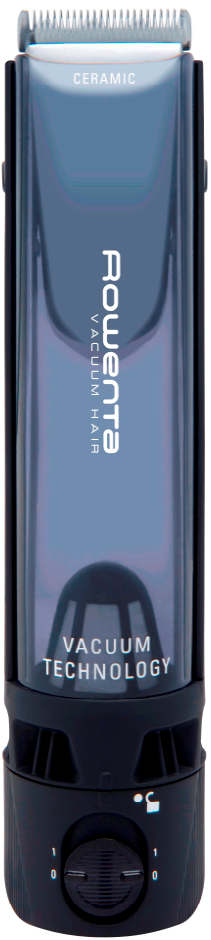 CERAMIC
Rowenta
VACUUM HAIR
VACUUM
TECHNOLOGY
1 1
0 0